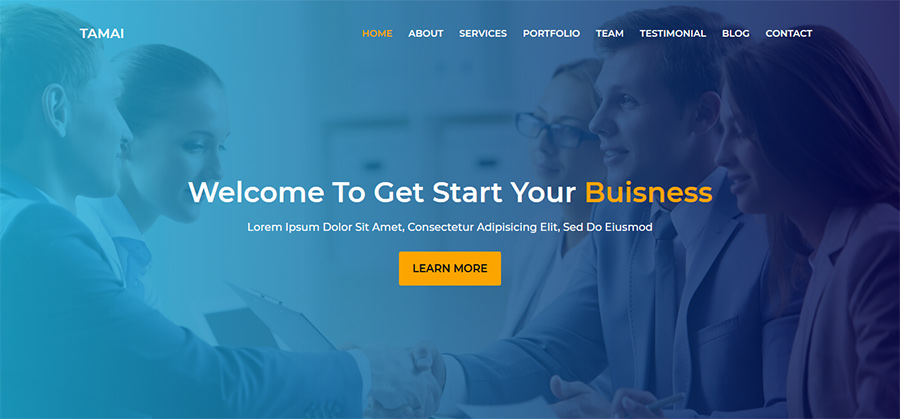 TAMAI
HOME ABOUT SERVICES PORTFOLIO TEAM TESTIMONIAL BLOG CONTACT
Welcome To Get Start Your Buisness
Lorem Ipsum Dolor Sit Amet, Consectetur Adipisicing Elit, Sed Do Eiusmod
LEARN MORE